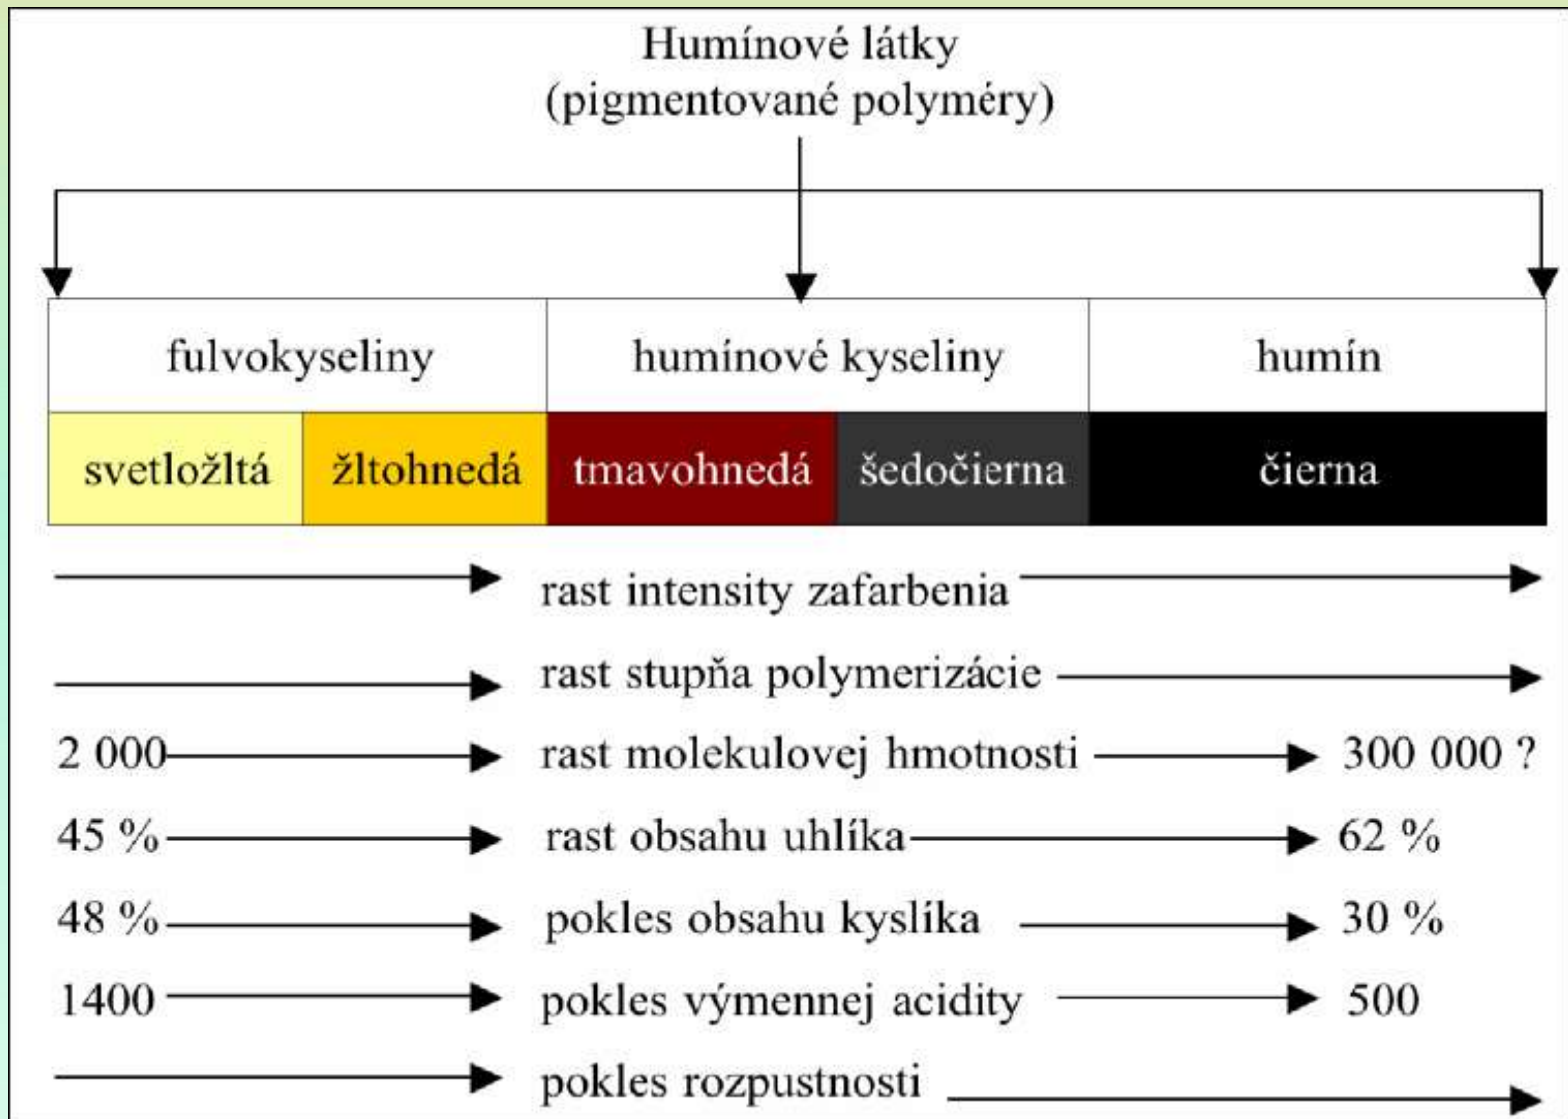 Humínové látky
(pigmentované polyméry)
fulvokyseliny humínové kyseliny humín
svetložltá žltohnedá tmavohnedá šedočierna čierna
rast intensity zafarbenia
rast stupňa polymerizácie
2 000 rast molekulovej hmotnosti 300 000 ?
45 % rast obsahu uhlíka 62 %
48 % pokles obsahu kyslíka 30 %
1400 pokles výmennej acidity 500
pokles rozpustnosti